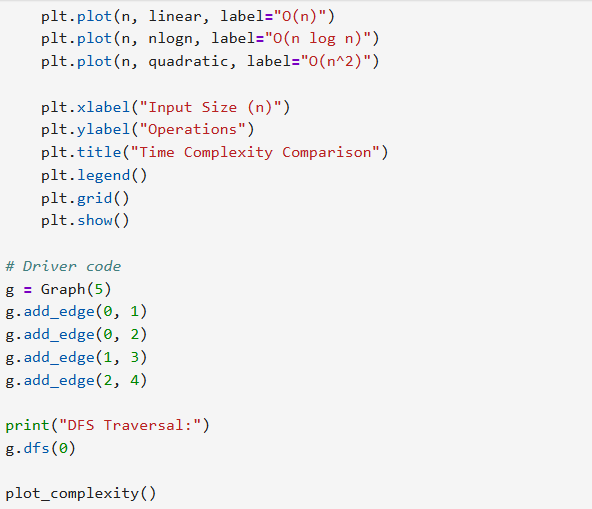 plt.plot(n, linear, label="O(n)")
    plt.plot(n, nlogn, label="O(n log n)")
    plt.plot(n, quadratic, label="O(n^2)")

    plt.xlabel("Input Size (n)")
    plt.ylabel("Operations")
    plt.title("Time Complexity Comparison")
    plt.legend()
    plt.grid()
    plt.show()

# Driver code
g = Graph(5)
g.add_edge(0, 1)
g.add_edge(0, 2)
g.add_edge(1, 3)
g.add_edge(2, 4)

print("DFS Traversal:")
g.dfs(0)

plot_complexity()